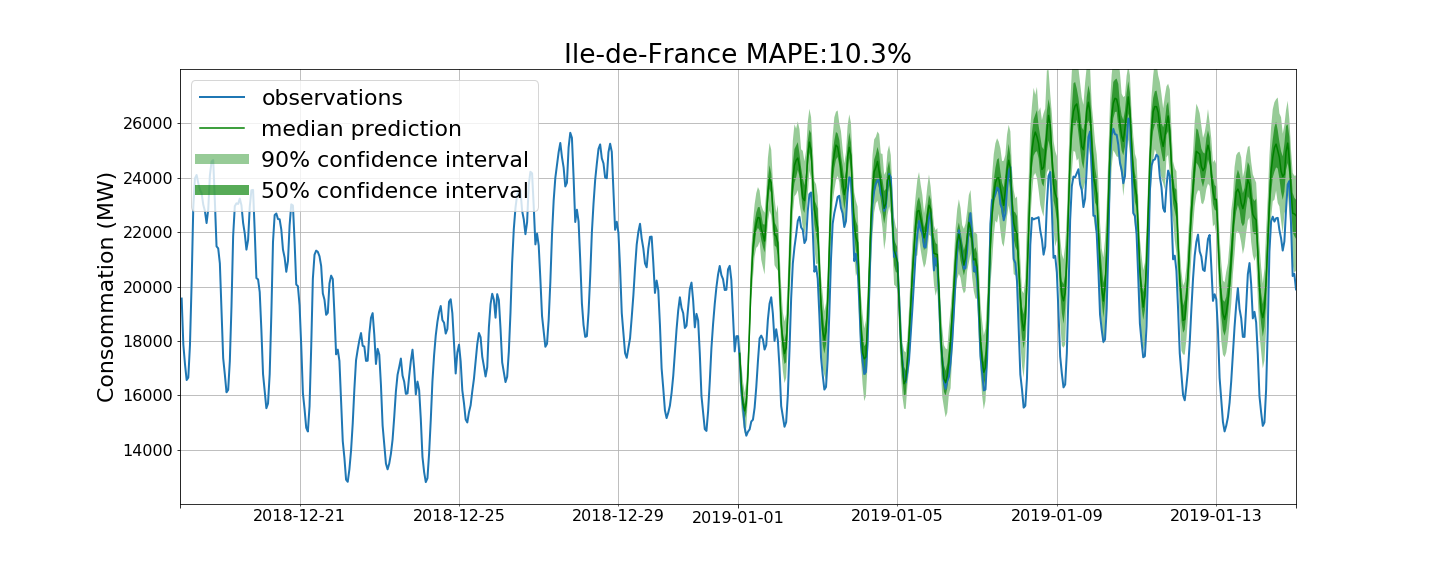 Ile-de-France MAPE:10.3%
observations
median prediction
90% confidence interval
50% confidence interval
Consommation (MW)
26000
24000
22000
20000
18000
16000
14000
2018-12-21 2018-12-25 2018-12-29 2019-01-01 2019-01-05 2019-01-09 2019-01-13